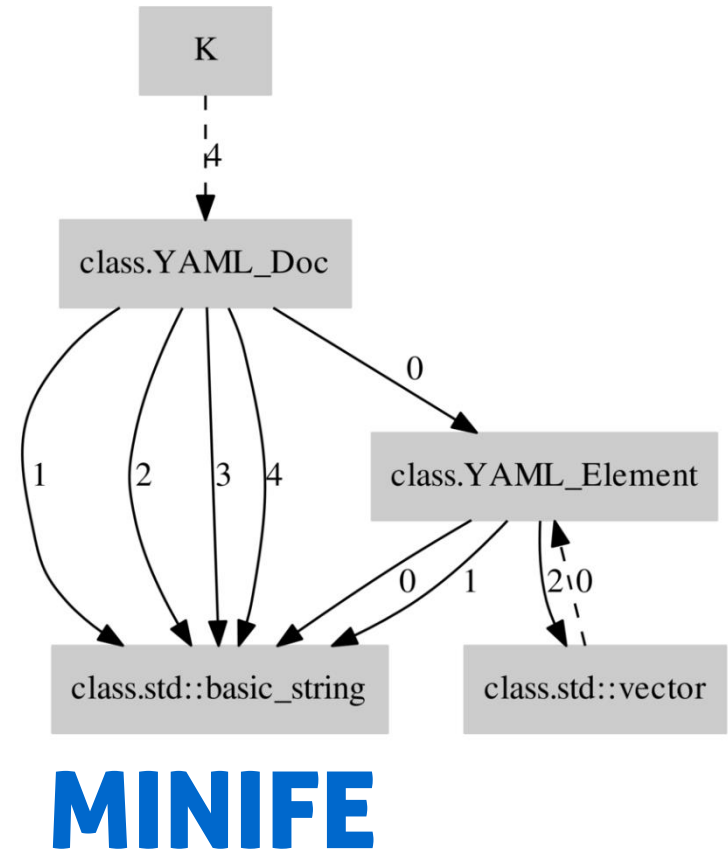 K
4
class.YAML_Doc
0
1 2 3 4
class.YAML_Element
0 1 2 0
class.std::basic_string class.std::vector
MINIFE